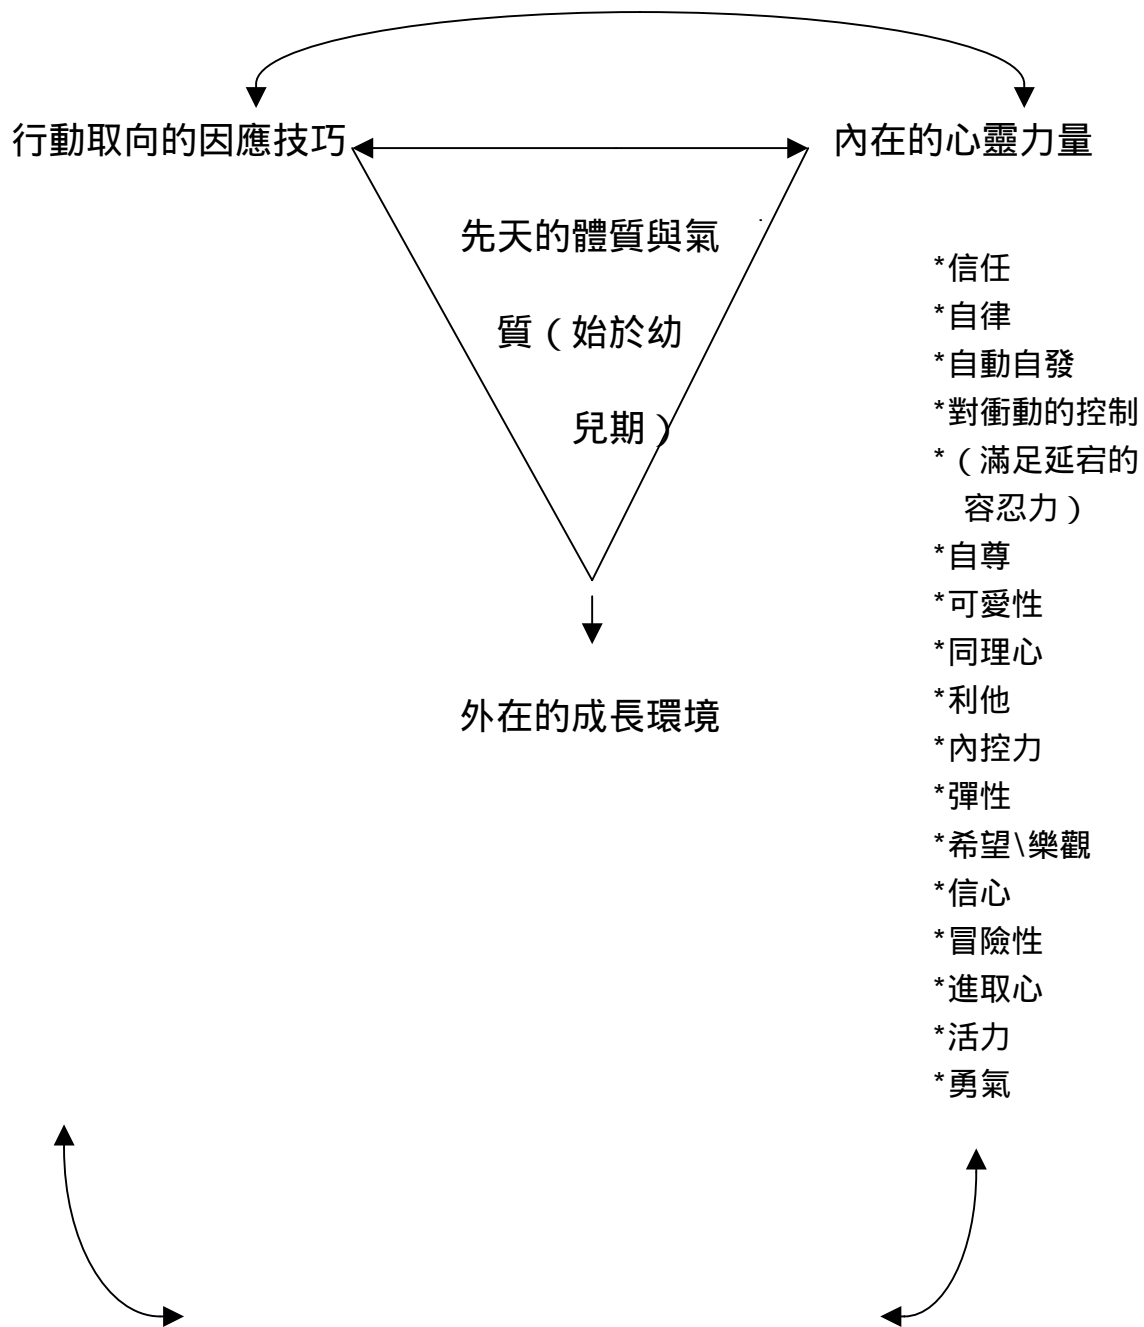 行動取向的因應技巧
內在的心靈力量
先天的體質與氣
質（始於幼
兒期）
外在的成長環境
*信任
*自律
*自動自發
*對衝動的控制
*（滿足延宕的
容忍力）
*自尊
*可愛性
*同理心
*利他
*內控力
*彈性
*希望\樂觀
*信心
*冒險性
*進取心
*活力
*勇氣